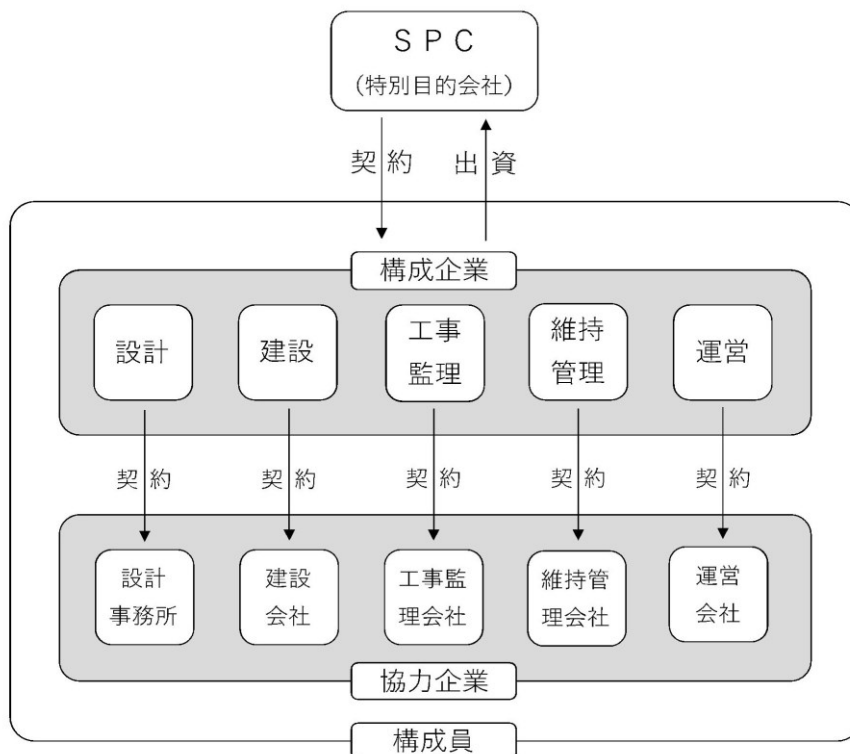 ＳＰＣ
（特別目的会社）
契約
出資
構成企業
設計
建設
工事
監理
維持
管理
運営
契約
契約
契約
契約
契約
設計
事務所
建設
会社
工事監
理会社
維持管
理会社
運営
会社
協力企業
構成員